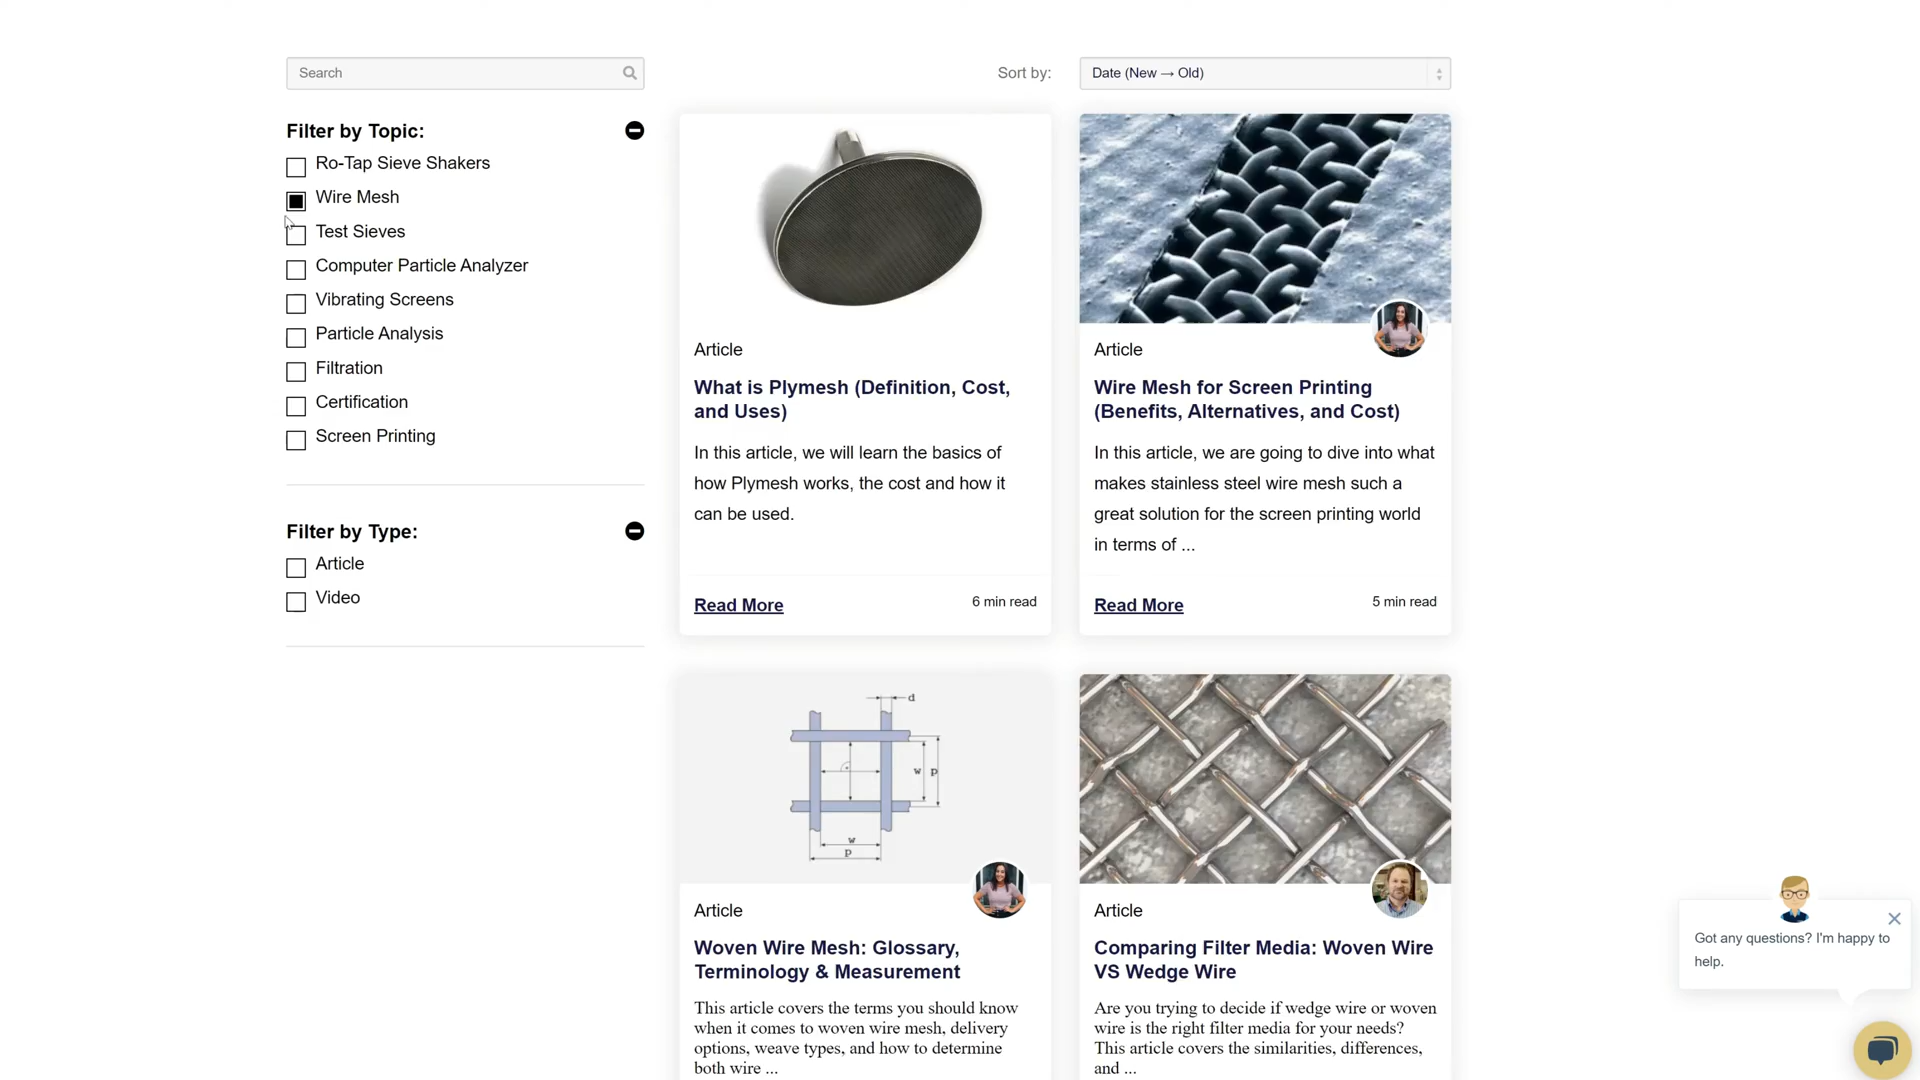 Search
Sort by:
Date (New → Old)
Filter by Topic:
Ro-Tap Sieve Shakers
Wire Mesh
Test Sieves
Computer Particle Analyzer
Vibrating Screens
Particle Analysis
Filtration
Certification
Screen Printing
Filter by Type:
Article
Video
Article
What is Plymesh (Definition, Cost,
and Uses)
In this article, we will learn the basics of
how Plymesh works, the cost and how it
can be used.
Read More
6 min read
Article
Wire Mesh for Screen Printing
(Benefits, Alternatives, and Cost)
In this article, we are going to dive into what
makes stainless steel wire mesh such a
great solution for the screen printing world
in terms of ...
Read More
5 min read
d
w p
w
p
Article
Woven Wire Mesh: Glossary,
Terminology & Measurement
This article covers the terms you should know
when it comes to woven wire mesh, delivery
options, weave types, and how to determine
both wire ...
Article
Comparing Filter Media: Woven Wire
VS Wedge Wire
Are you trying to decide if wedge wire or woven
wire is the right filter media for your needs?
This article covers the similarities, differences,
and ...
Got any questions? I'm happy to
help.